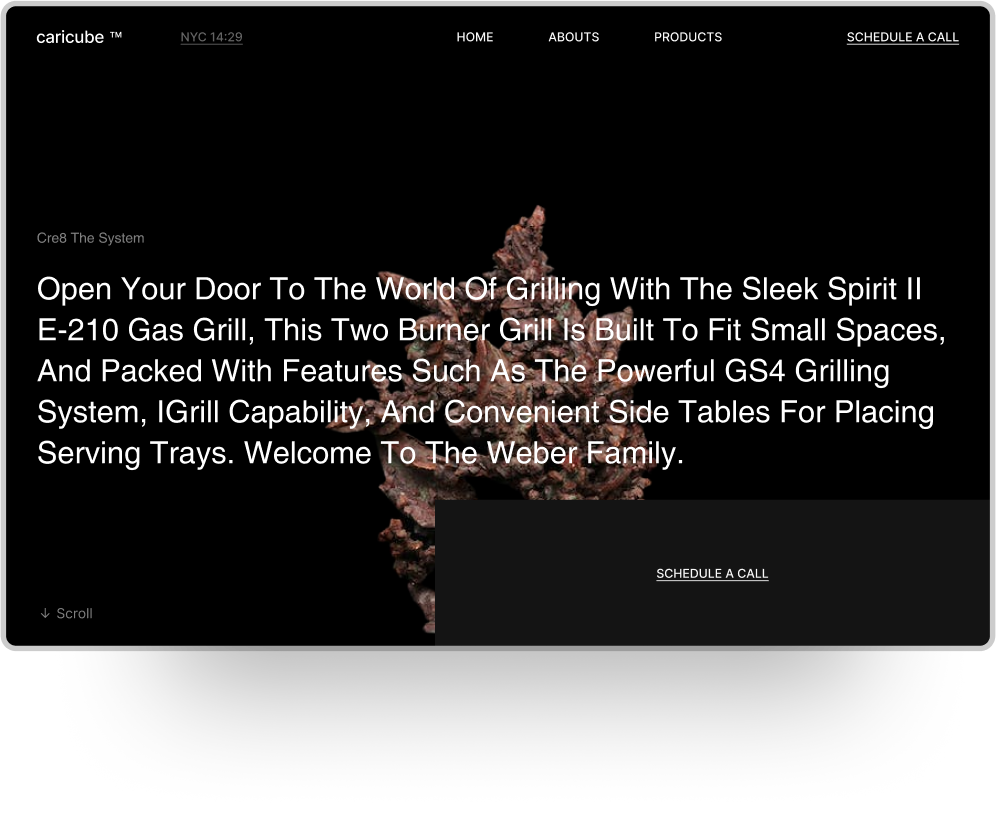 caricube ™
NYC 14:29
HOME
ABOUTS
PRODUCTS
SCHEDULE A CALL
Cre8 The System
Open Your Door To The World Of Grilling With The Sleek Spirit II
E-210 Gas Grill, This Two Burner Grill Is Built To Fit Small Spaces,
And Packed With Features Such As The Powerful GS4 Grilling
System, IGrill Capability, And Convenient Side Tables For Placing
Serving Trays. Welcome To The Weber Family.
SCHEDULE A CALL
↓ Scroll